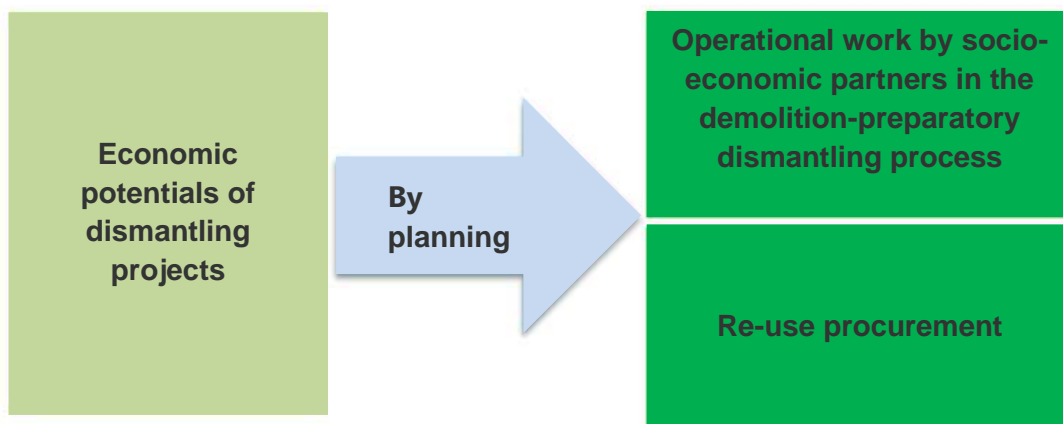 Economic
potentials of
dismantling
projects
By
planning
Operational work by socio-
economic partners in the
demolition-preparatory
dismantling process
Re-use procurement